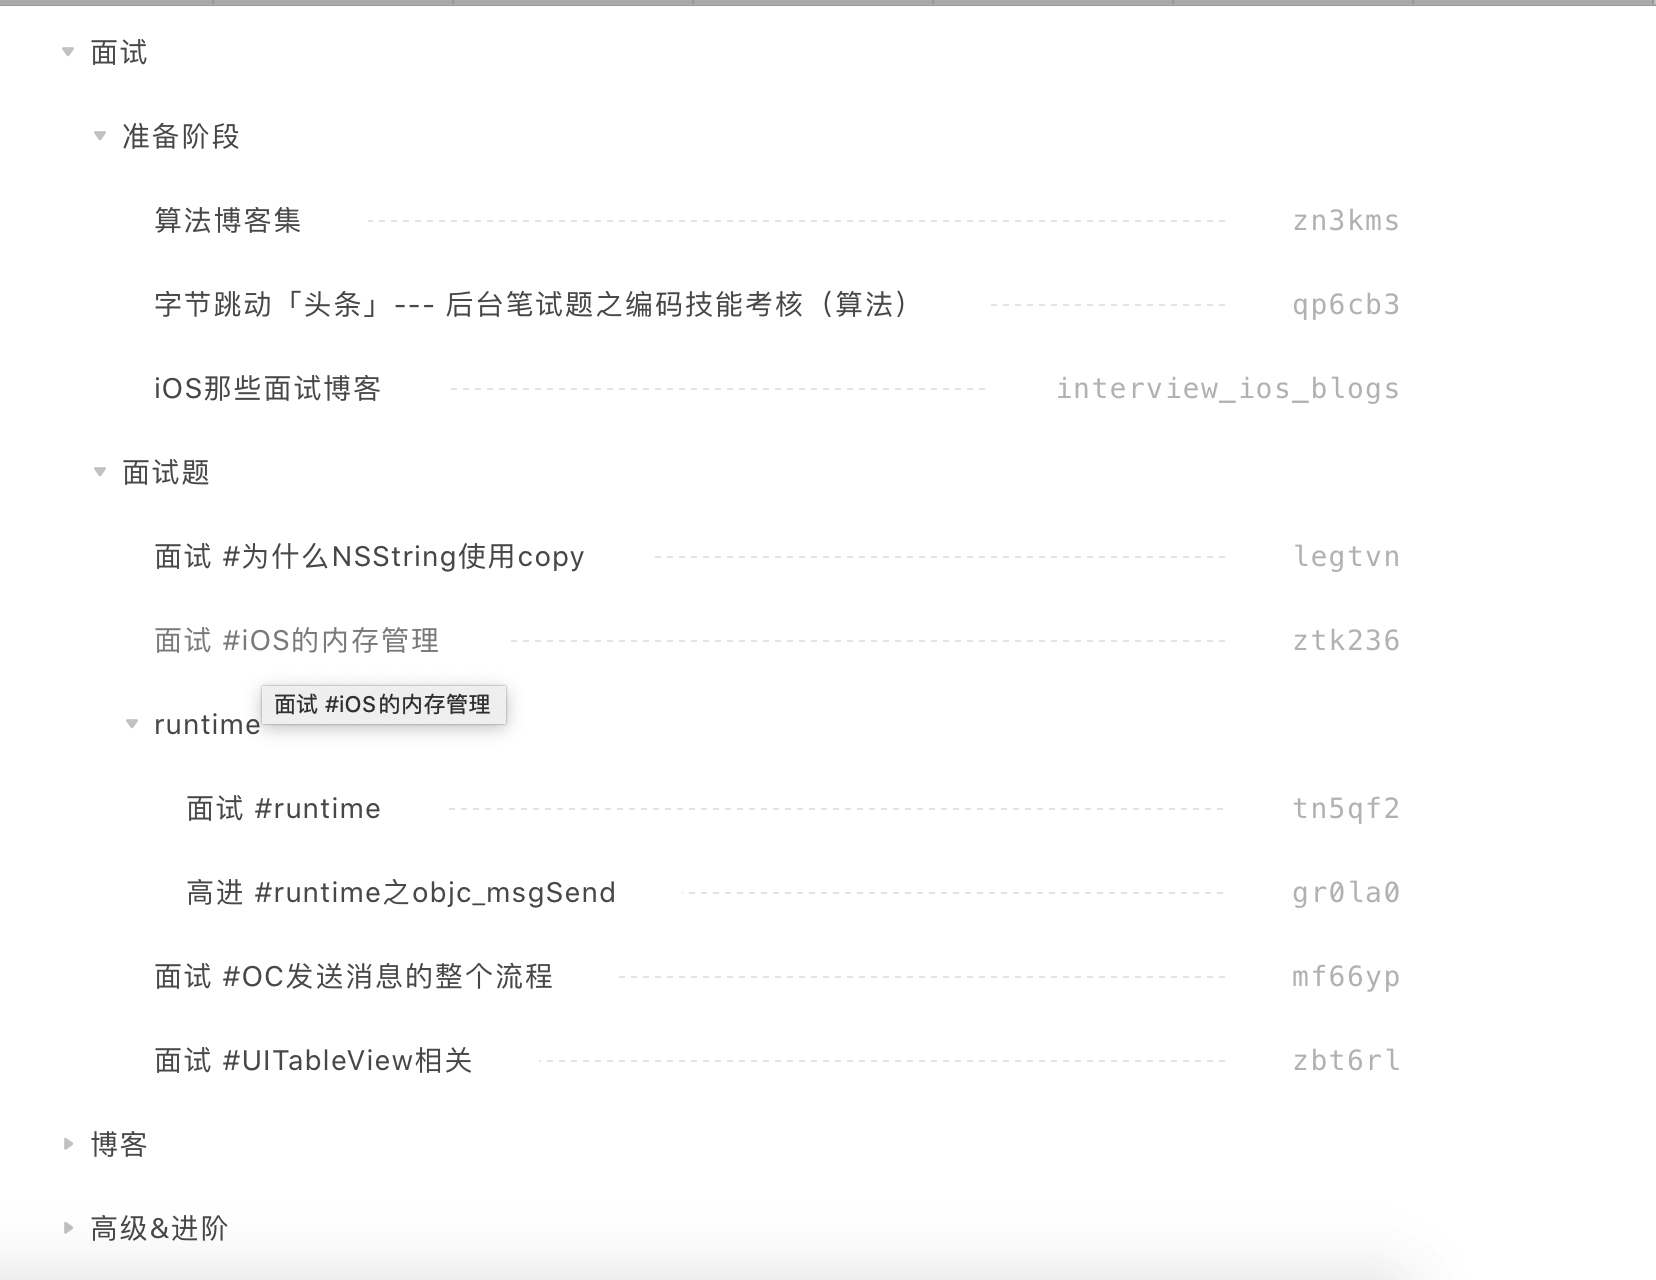 面试
准备阶段
算法博客集 zn3kms
字节跳动「头条」--- 后台笔试题之编码技能考核（算法） qp6cb3
iOS那些面试博客 interview_ios_blogs
面试题
面试 #为什么NSString使用copy legtvn
面试 #iOS的内存管理 ztk236
面试 #iOS的内存管理
runtime
面试 #runtime tn5qf2
高进 #runtime之objc_msgSend gr0la0
面试 #OC发送消息的整个流程 mf66yp
面试 #UITableView相关 zbt6rl
博客
高级&进阶